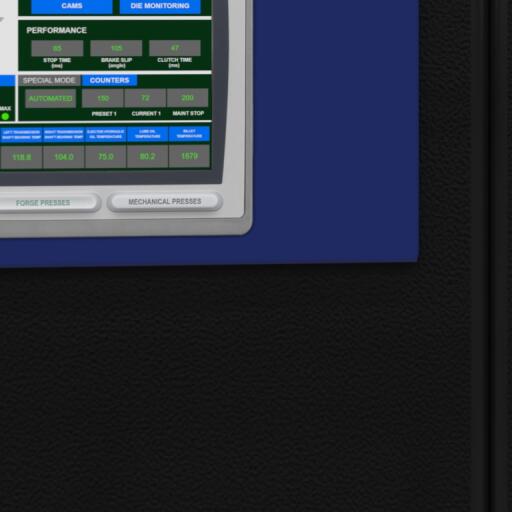 CAMS DIE MONITORING
PERFORMANCE
85 105 47
STOP TIME BRAKE SLIP CLUTCH TIME
(ms) (angle) (ms)
SPECIAL MODE COUNTERS
AUTOMATED 150 72 200
MAX PRESET 1 CURRENT 1 MAINT STOP
LEFT TRANSMISSION RIGHT TRANSMISSION EJECTOR HYDRAULIC LUBE OIL BILLET
SHAFT BEARING TEMP SHAFT BEARING TEMP OIL TEMPERATURE TEMPERATURE TEMPERATURE
118.8 104.0 75.0 80.2 1879
FORGE PRESSES MECHANICAL PRESSES